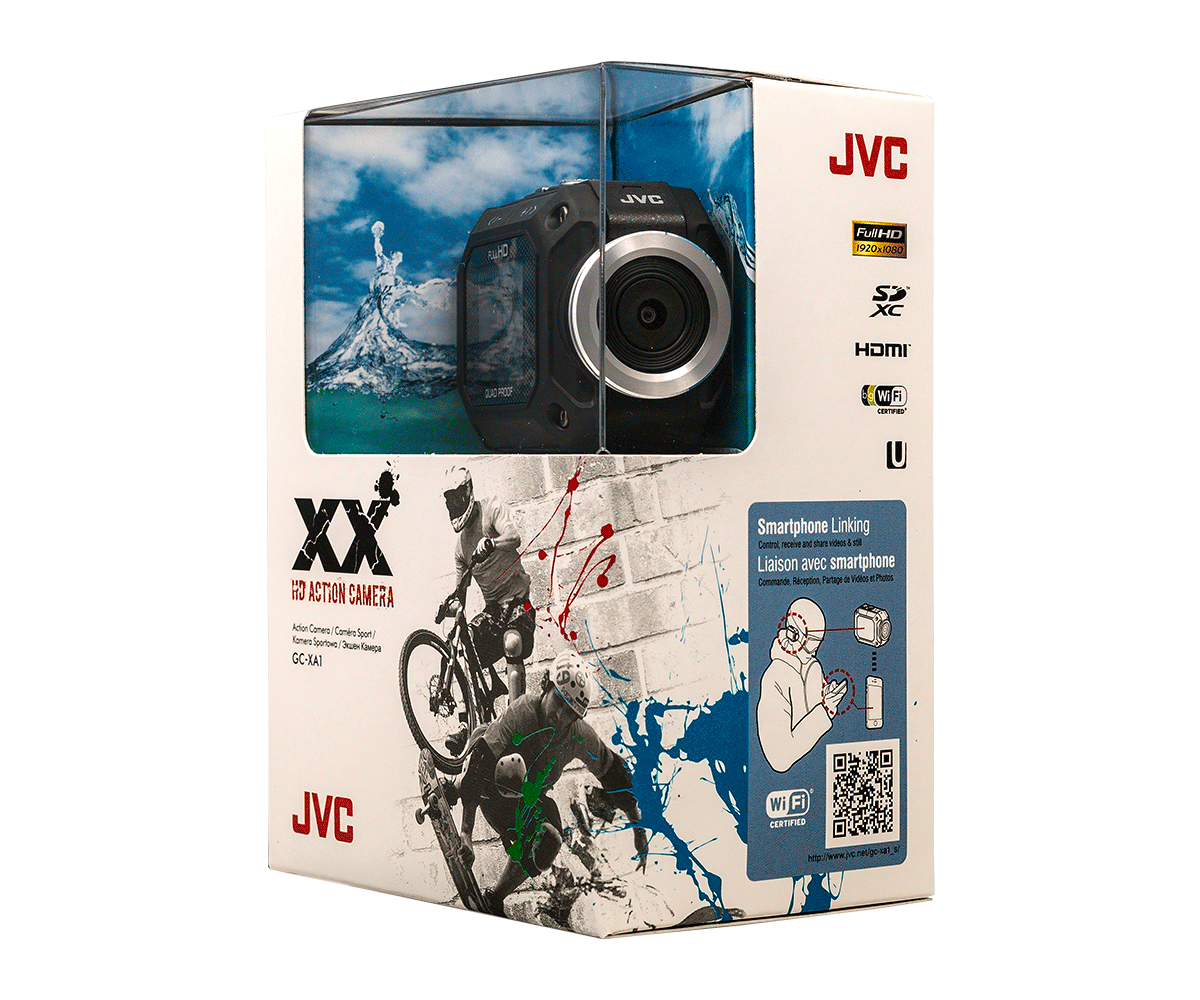 JVC
FULL HD
QUAD PROOF
JVC
Full HD
1920x1080
SD
XC
HDMI
bg Wi Fi
CERTIFIED
U
XX
HD ACTION CAMERA
Action Camera / Caméra Sport /
Kamera Sportowa / Экшен Камера
GC-XA1
JVC
Smartphone Linking
Control, receive and share videos & still
Liaison avec smartphone
Commande, Réception, Partage de Vidéos et Photos
Wi Fi
CERTIFIED
http://www.jvc.net/gc-xa1_s/